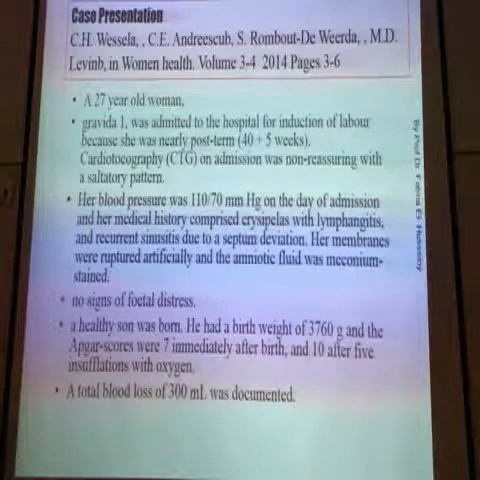 Case Presentation
C.H. Wessela, , C.E. Andreescub, S. Rombout-De Weerda, , M.D.
Levinb, in Women health. Volume 3-4 2014 Pages 3-6
• A 27 year old woman,
• gravida 1, was admitted to the hospital for induction of labour
because she was nearly post-term (40 + 5 weeks).
Cardiotocography (CTG) on admission was non-reassuring with
a saltatory pattern.
• Her blood pressure was 110/70 mm Hg on the day of admission
and her medical history comprised erysipelas with lymphangitis,
and recurrent sinusitis due to a septum deviation. Her membranes
were ruptured artificially and the amniotic fluid was meconium-
stained.
• no signs of foetal distress.
• a healthy son was born. He had a birth weight of 3760 g and the
Apgar-scores were 7 immediately after birth, and 10 after five
insufflations with oxygen.
• A total blood loss of 300 mL was documented.
By Prof Dr. Fatma El-Husseiny